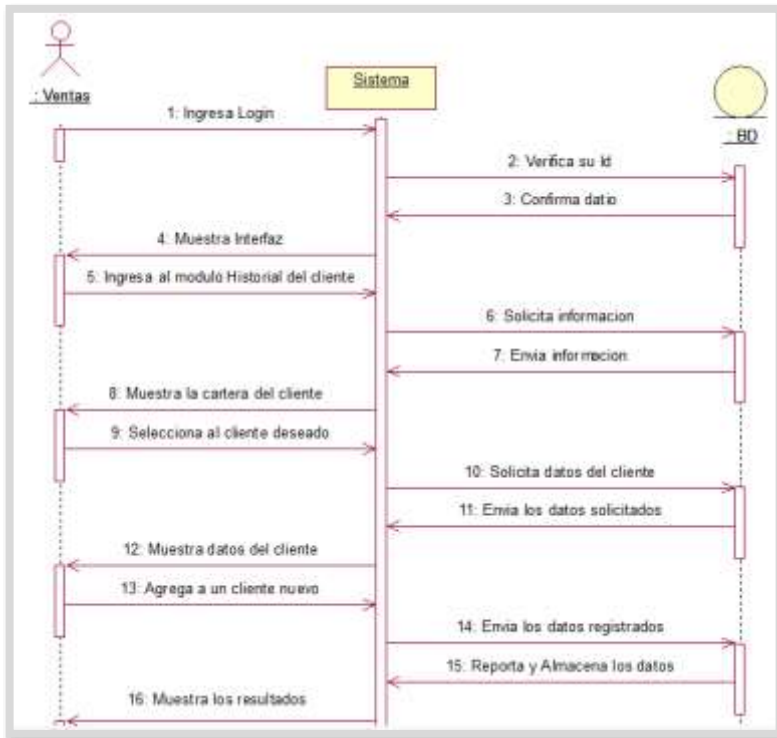 : Ventas
Sistema
: BD
1: Ingresa Login
2: Verifica su Id
3: Confirma datio
4: Muestra Interfaz
5: Ingresa al modulo Historial del cliente
6: Solicita informacion
7: Envia informacion
8: Muestra la cartera del cliente
9: Selecciona al cliente deseado
10: Solicita datos del cliente
11: Envia los datos solicitados
12: Muestra datos del cliente
13: Agrega a un cliente nuevo
14: Envia los datos registrados
15: Reporta y Almacena los datos
16: Muestra los resultados